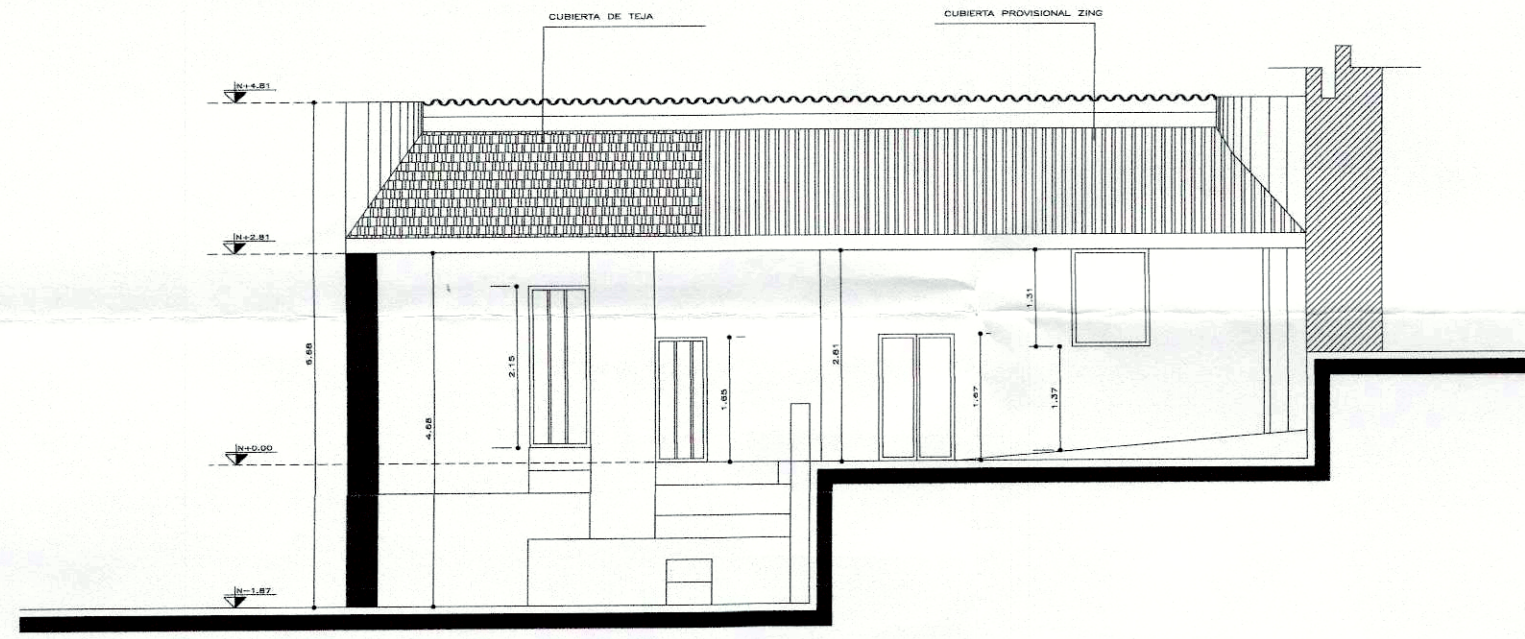 CUBIERTA DE TEJA
CUBIERTA PROVISIONAL ZING
N+4.81
N+2.81
1.31
2.15
2.81
6.68
1.65
1.67
1.37
4.68
N+0.00
N-1.87